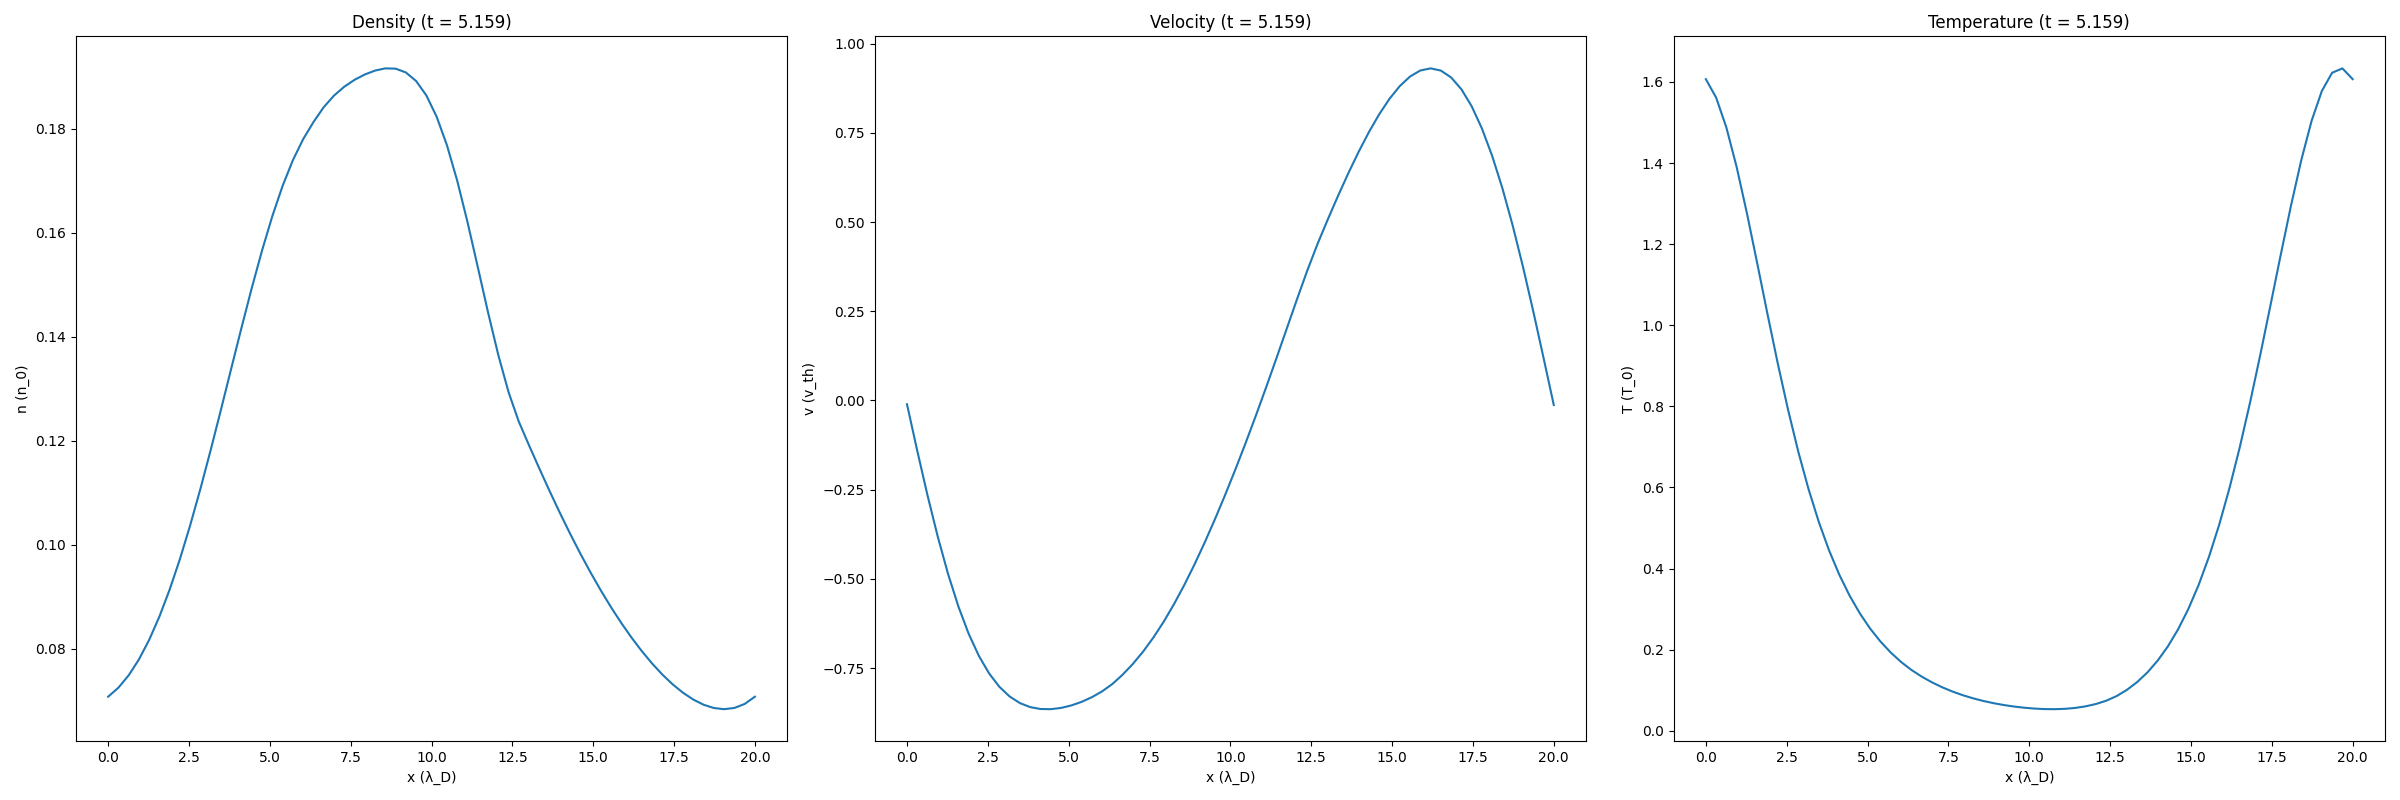 Density (t = 5.159)
n (n_0)
0.18
0.16
0.14
0.12
0.10
0.08
0.0 2.5 5.0 7.5 10.0 12.5 15.0 17.5 20.0
x (λ_D)
Velocity (t = 5.159)
v (v_th)
1.00
0.75
0.50
0.25
0.00
−0.25
−0.50
−0.75
0.0 2.5 5.0 7.5 10.0 12.5 15.0 17.5 20.0
x (λ_D)
Temperature (t = 5.159)
T (T_0)
1.6
1.4
1.2
1.0
0.8
0.6
0.4
0.2
0.0
0.0 2.5 5.0 7.5 10.0 12.5 15.0 17.5 20.0
x (λ_D)